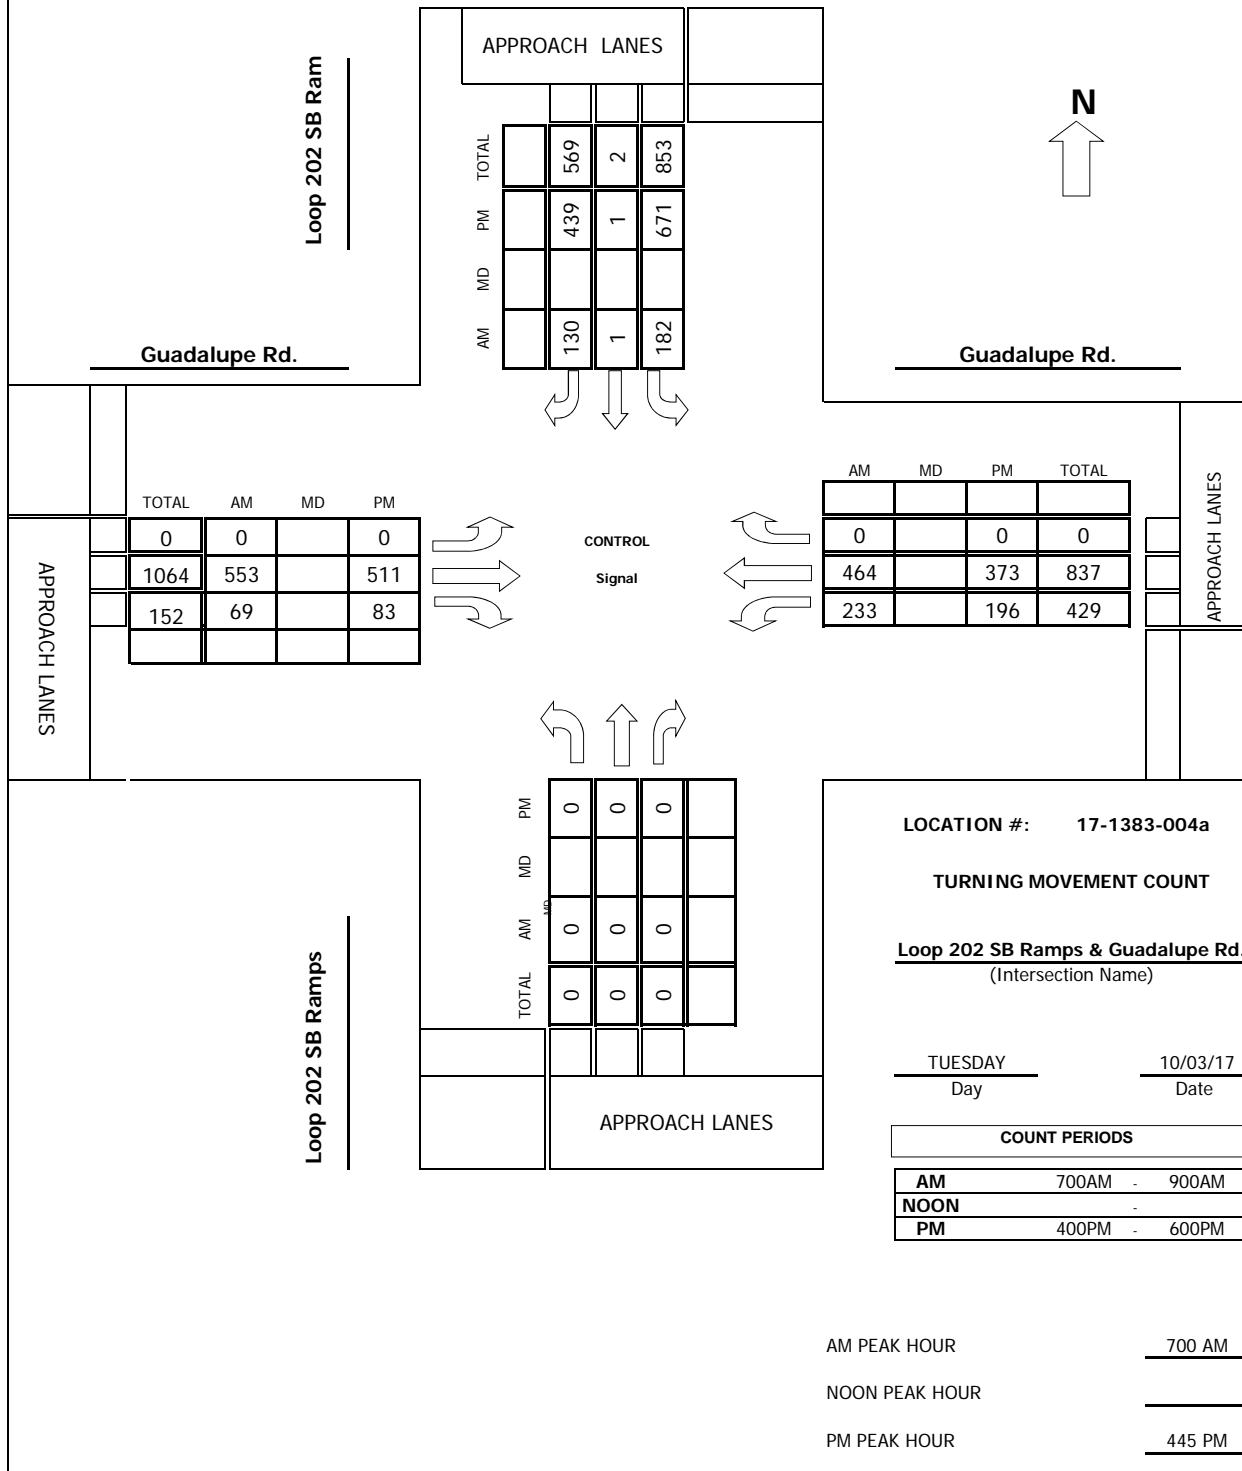 APPROACH LANES
Loop 202 SB Ram
N
TOTAL 569 2 853
PM 439 1 671
MD
AM 130 1 182
Guadalupe Rd.
Guadalupe Rd.
AM MD PM TOTAL
0 0 0
464 373 837
233 196 429
APPROACH LANES
TOTAL AM MD PM
0 0 0
1064 553 511
152 69 83
APPROACH LANES
CONTROL
Signal
PM 0 0 0
MD
MD
AM 0 0 0
TOTAL 0 0 0
Loop 202 SB Ramps
APPROACH LANES
LOCATION #: 17-1383-004a
TURNING MOVEMENT COUNT
Loop 202 SB Ramps & Guadalupe Rd.
(Intersection Name)
TUESDAY 10/03/17
Day Date
COUNT PERIODS
AM 700AM - 900AM
NOON -
PM 400PM - 600PM
AM PEAK HOUR 700 AM
NOON PEAK HOUR
PM PEAK HOUR 445 PM